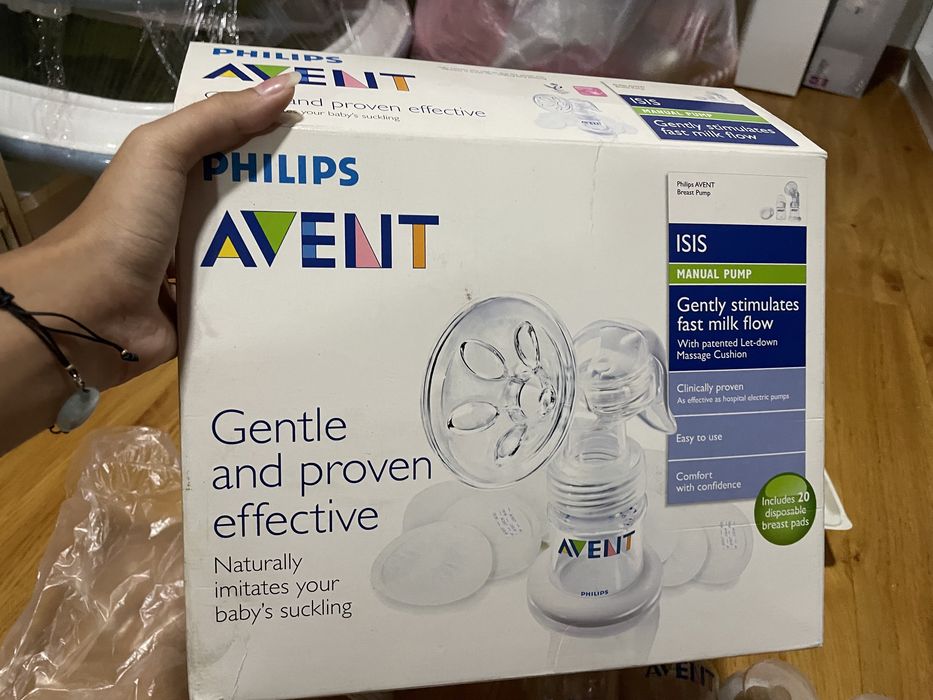 PHILIPS
AVENT
and proven effective
your baby's suckling
ISIS
MANUAL PUMP
Gently stimulates
fast milk flow
PHILIPS
AVENT
Philips AVENT
Breast Pump
ISIS
MANUAL PUMP
Gently stimulates
fast milk flow
With patented Let-down
Massage Cushion
Clinically proven
As effective as hospital electric pumps
Easy to use
Comfort
with confidence
Includes 20
disposable
breast pads
Gentle
and proven
effective
Naturally
imitates your
baby's suckling
AVENT
PHILIPS
AVENT